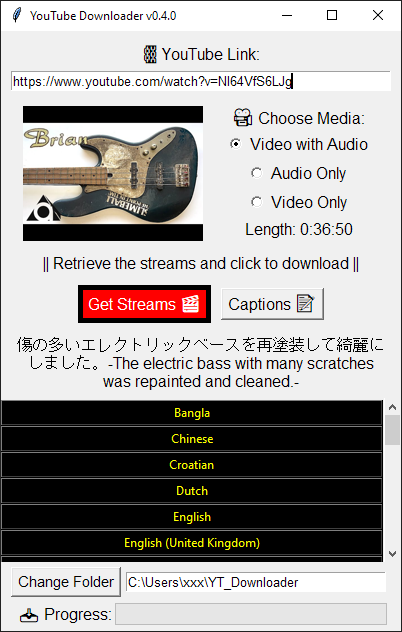 YouTube Downloader v0.4.0
YouTube Link:
https://www.youtube.com/watch?v=NI64VfS6LJg
Brian
SLIMEBALL
Choose Media:
Video with Audio
Audio Only
Video Only
Length: 0:36:50
|| Retrieve the streams and click to download ||
Get Streams
Captions
傷の多いエレクトリックベースを再塗装して綺麗に
しました。-The electric bass with many scratches
was repainted and cleaned.-
Bangla
Chinese
Croatian
Dutch
English
English (United Kingdom)
Change Folder
C:\Users\xxx\YT_Downloader
Progress: